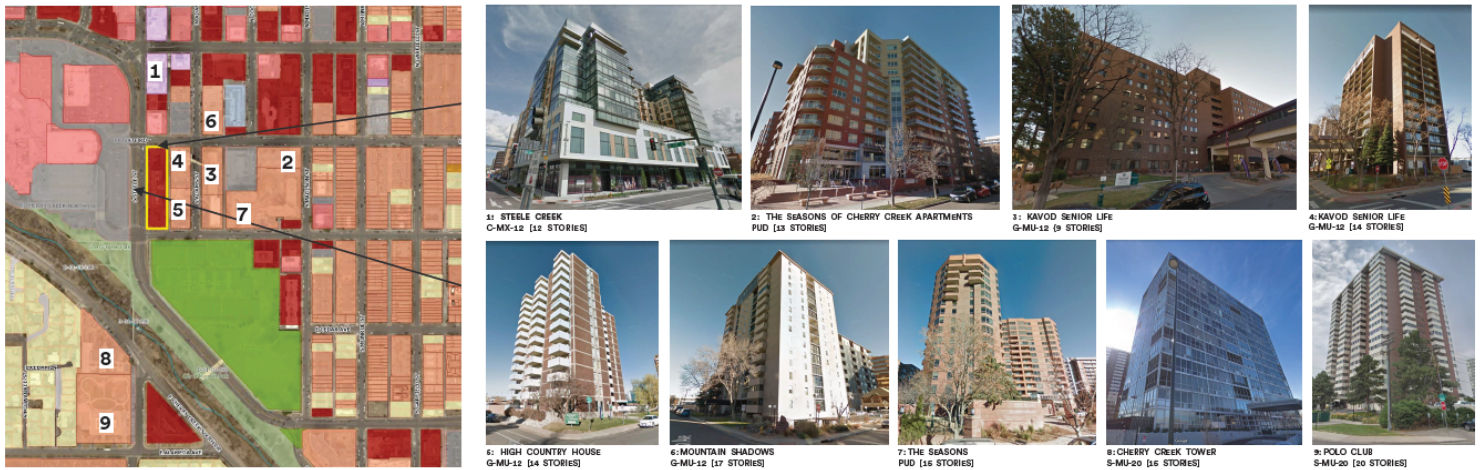 1
6
4
3
2
5
7
8
9
1: STEELE CREEK
C-MX-12 [12 STORIES]
2: THE SEASONS OF CHERRY CREEK APARTMENTS
PUD [13 STORIES]
3: KAVOD SENIOR LIFE
G-MU-12 {9 STORIES]
4:KAVOD SENIOR LIFE
G-MU-12 [14 STORIES]
5: HIGH COUNTRY HOUSE
G-MU-12 [14 STORIES]
6:MOUNTAIN SHADOWS
G-MU-12 [17 STORIES]
7: THE SEASONS
PUD [15 STORIES]
8:CHERRY CREEK TOWER
S-MU-20 [15 STORIES]
9: POLO CLUB
S-MU-20 [20 STORIES]